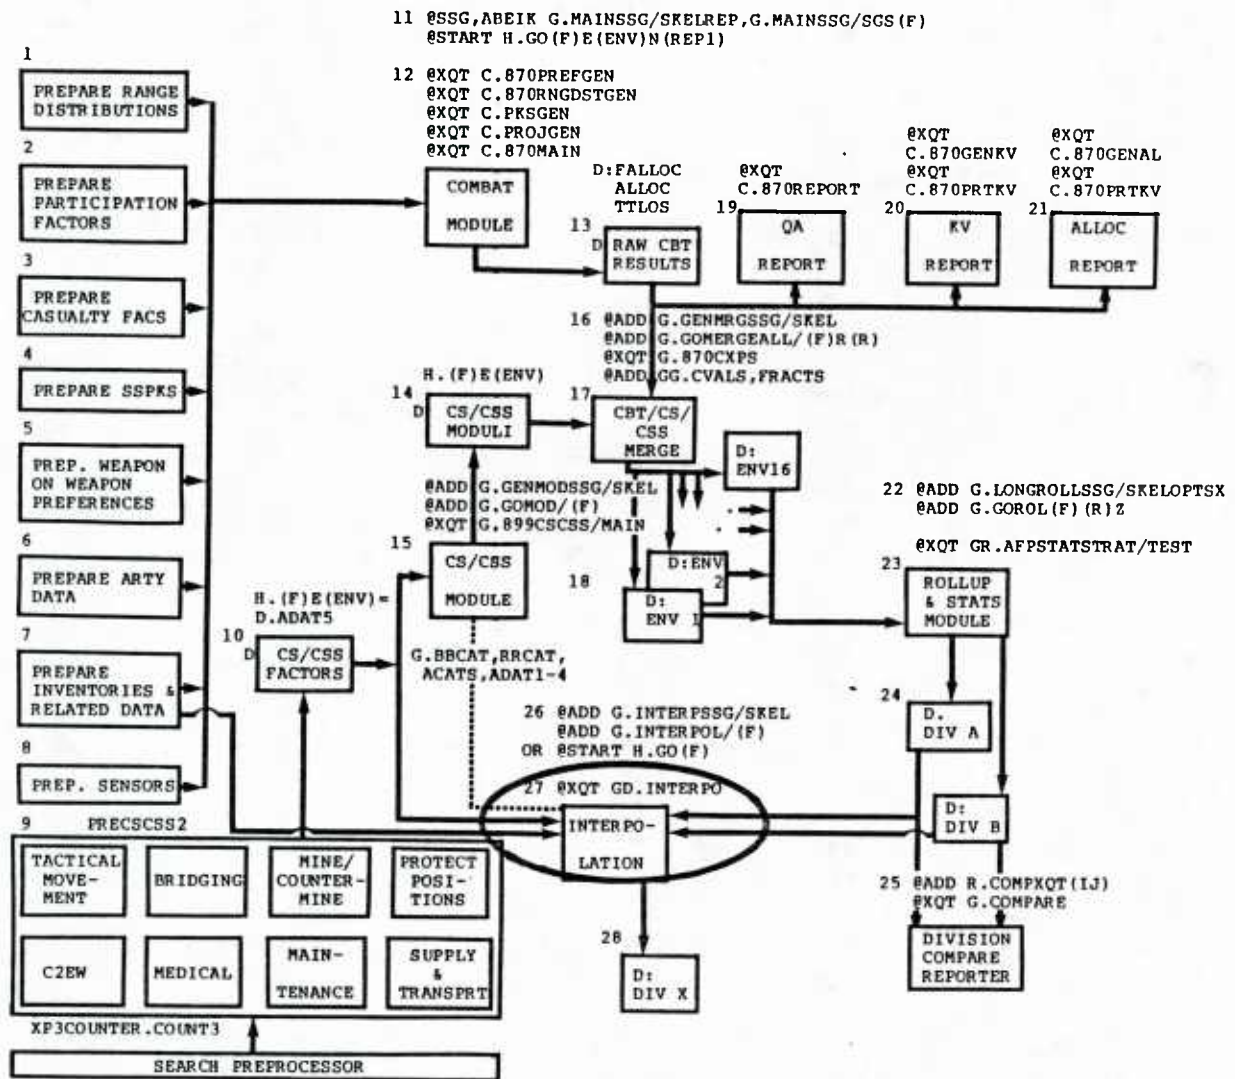 11 @SSG,ABEIK G.MAINSSG/SKELREP,G.MAINSSG/SGS(F)
@START H.GO(F)E(ENV)N(REP1)
12 @XQT C.870PREFGEN
@XQT C.870RNGDSTGEN
@XQT C.PKSGEN
@XQT C.PROJGEN
@XQT C.870MAIN
1
PREPARE RANGE
DISTRIBUTIONS
2
PREPARE
PARTICIPATION
FACTORS
3
PREPARE
CASUALTY FACS
4
PREPARE SSPKS
5
PREP. WEAPON
ON WEAPON
PREFERENCES
6
PREPARE ARTY
DATA
7
PREPARE
INVENTORIES &
RELATED DATA
8
PREP. SENSORS
COMBAT
MODULE
D:FALLOC
ALLOC
TTLOS
13
D
RAW CBT
RESULTS
@XQT
C.870REPORT
19
QA
REPORT
@XQT
C.870GENKV
@XQT
C.870PRTKV
20
KV
REPORT
@XQT
C.870GENAL
@XQT
C.870PRTKV
21
ALLOC
REPORT
16 @ADD G.GENMRGSSG/SKEL
@ADD G.GOMERGEALL/(F)R(R)
@XQT G.870CXPS
@ADD GG.CVALS,FRACTS
H.(F)E(ENV)
14
D
CS/CSS
MODULI
17
CBT/CS/
CSS
MERGE
D:
ENV16
@ADD G.GENMODSSG/SKEL
@ADD G.GOMOD/(F)
@XQT G.899CSCSS/MAIN
15
CS/CSS
MODULE
18
D:ENV
2
D:
ENV 1
22 @ADD G.LONGROLLSSG/SKELOPTSX
@ADD G.GOROL(F)(R)Z
@XQT GR.AFPSTATSTRAT/TEST
23
ROLLUP
& STATS
MODULE
H.(F)E(ENV)=
D.ADAT5
10
D
CS/CSS
FACTORS
G.BBCAT,RRCAT,
ACATS,ADAT1-4
24
D.
DIV A
D:
DIV B
26 @ADD G.INTERPSSG/SKEL
@ADD G.INTERPOL/(F)
OR @START H.GO(F)
27 @XQT GD.INTERPO
INTERPO-
LATION
25 @ADD R.COMPXQT(IJ)
@XQT G.COMPARE
DIVISION
COMPARE
REPORTER
28
D:
DIV X
9 PRECSCSS2
TACTICAL
MOVE-
MENT
BRIDGING
MINE/
COUNTER-
MINE
PROTECT
POSI-
TIONS
C2EW
MEDICAL
MAIN-
TENANCE
SUPPLY
&
TRANSPRT
XP3COUNTER.COUNT3
SEARCH PREPROCESSOR